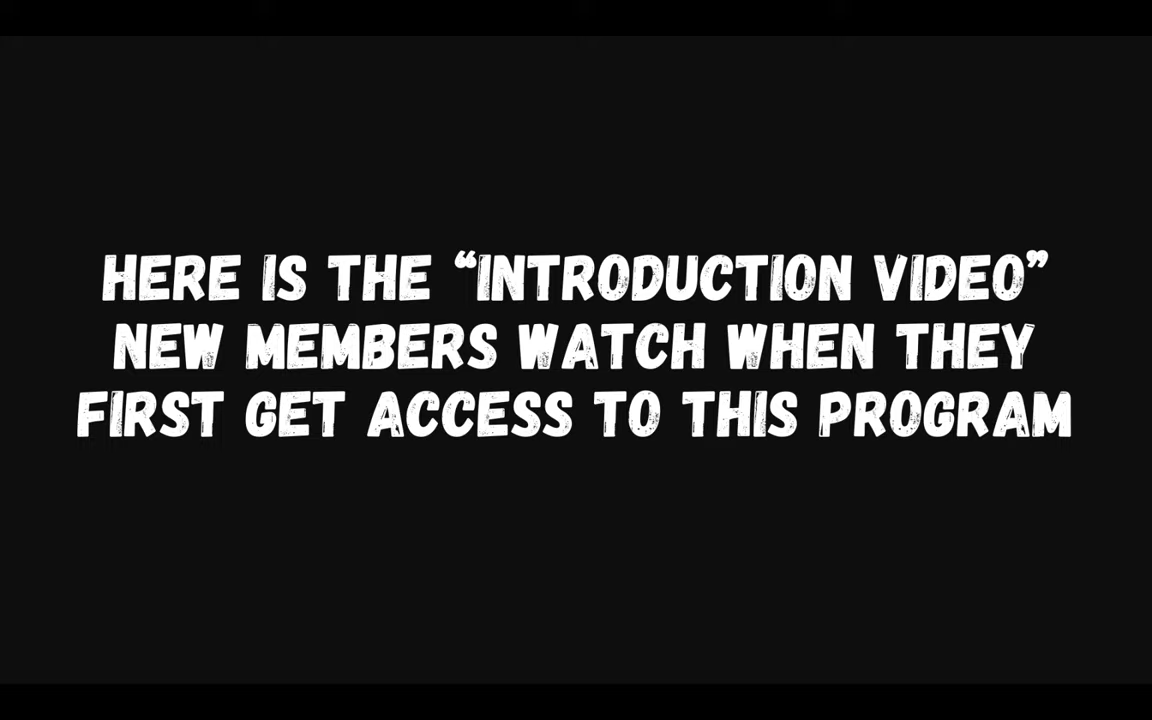 HERE IS THE “INTRODUCTION VIDEO”
NEW MEMBERS WATCH WHEN THEY
FIRST GET ACCESS TO THIS PROGRAM